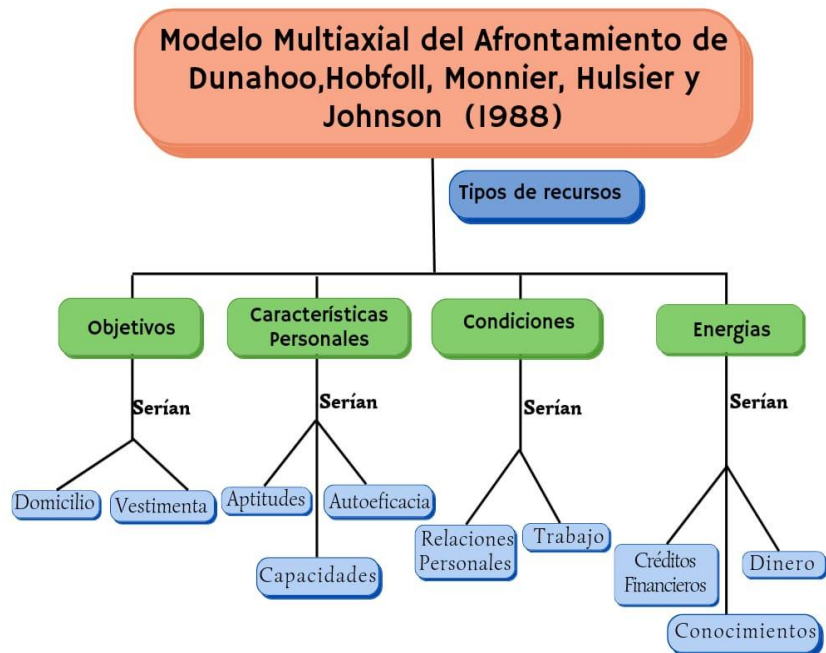 Modelo Multiaxial del Afrontamiento de
Dunahoo,Hobfoll, Monnier, Hulsier y
Johnson (1988)
Tipos de recursos
Objetivos
Características
Personales
Condiciones
Energias
Serían
Serían
Serían
Serían
Domicilio
Vestimenta
Aptitudes
Autoeficacia
Capacidades
Relaciones
Personales
Trabajo
Créditos
Financieros
Dinero
Conocimientos